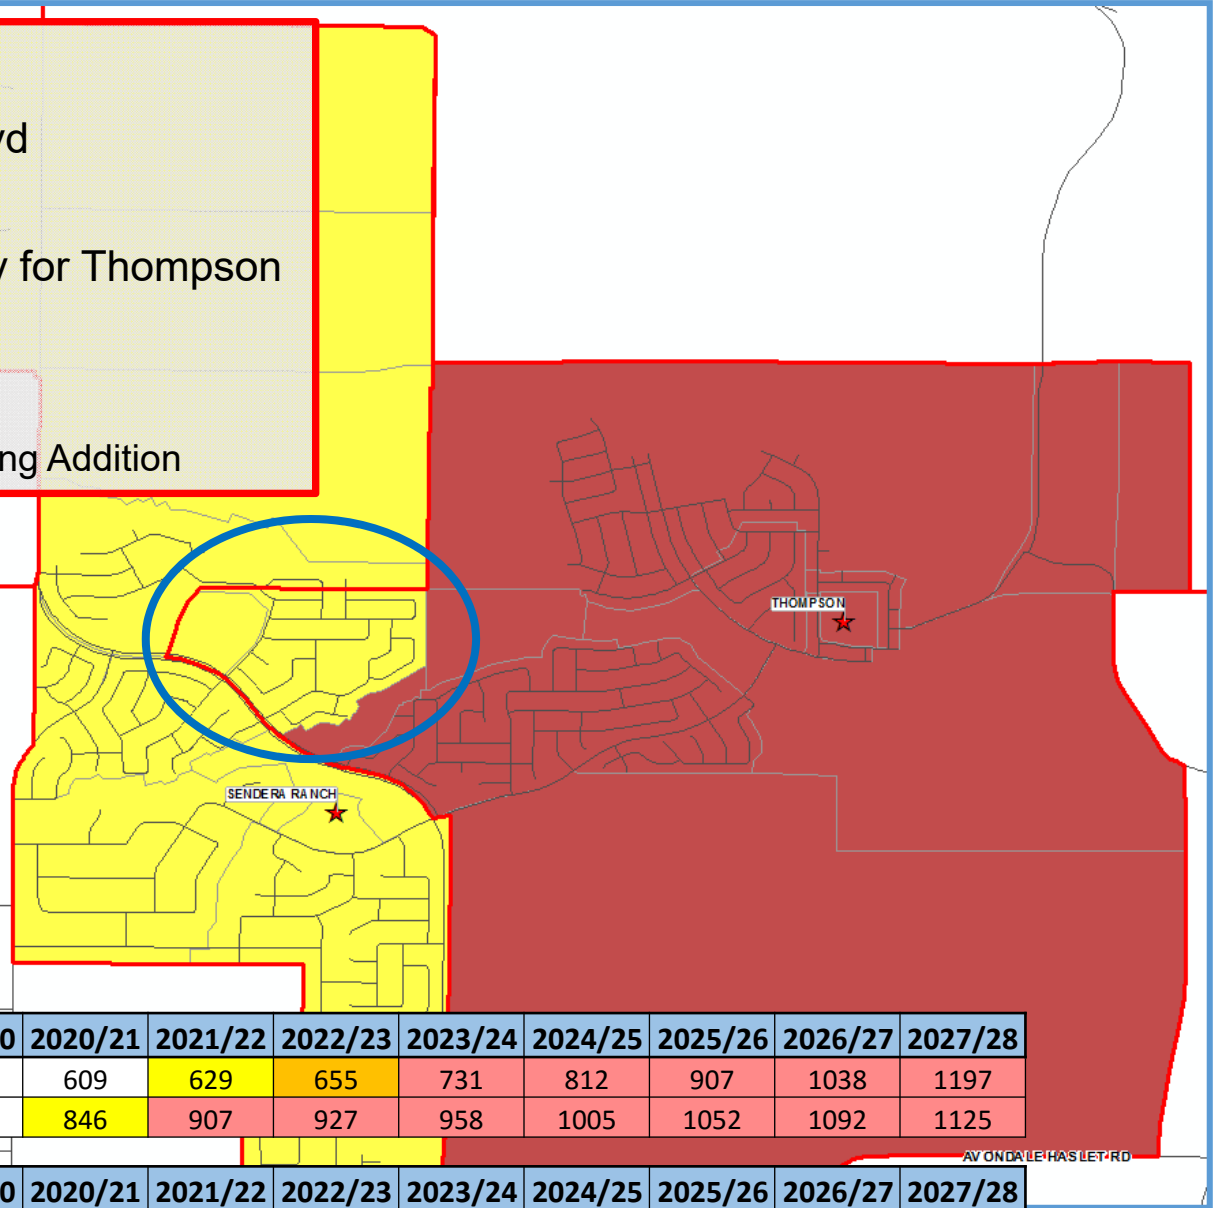 for Thompson
Addition
THOMPSON
SENDERA RANCH
0 2020/21 2021/22 2022/23 2023/24 2024/25 2025/26 2026/27 2027/28
609 629 655 731 812 907 1038 1197
846 907 927 958 1005 1052 1092 1125
AVONDALE HASLET RD
0 2020/21 2021/22 2022/23 2023/24 2024/25 2025/26 2026/27 2027/28